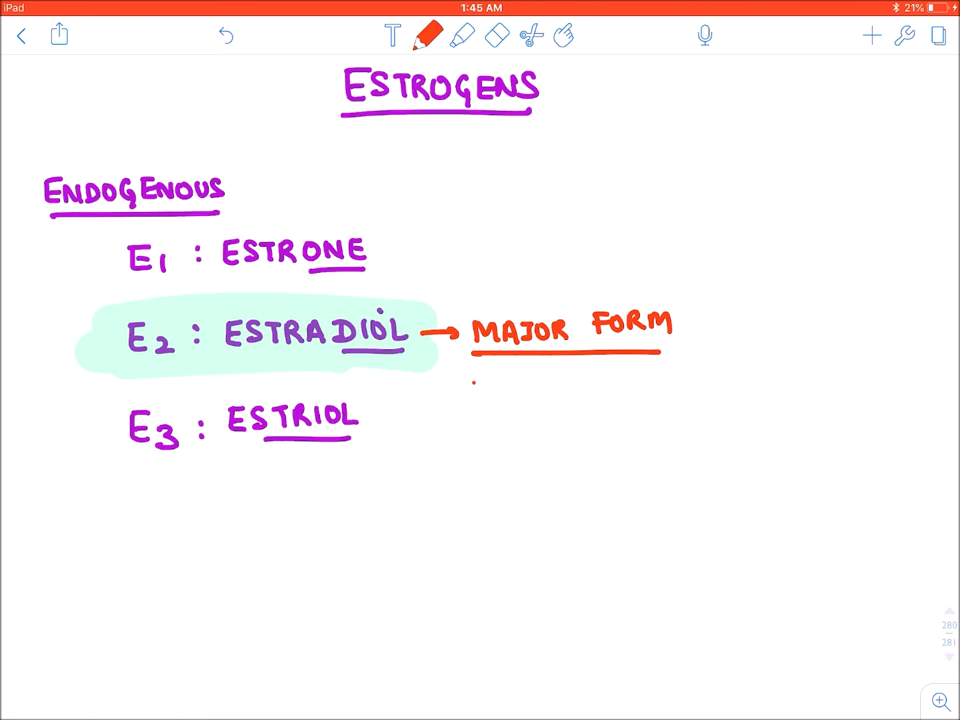 iPad 1:45 AM 21%
T
ESTROGENS
ENDOGENOUS
E1 : ESTRONE
E2 : ESTRADIOL → MAJOR FORM
E3 : ESTRIOL
280
281